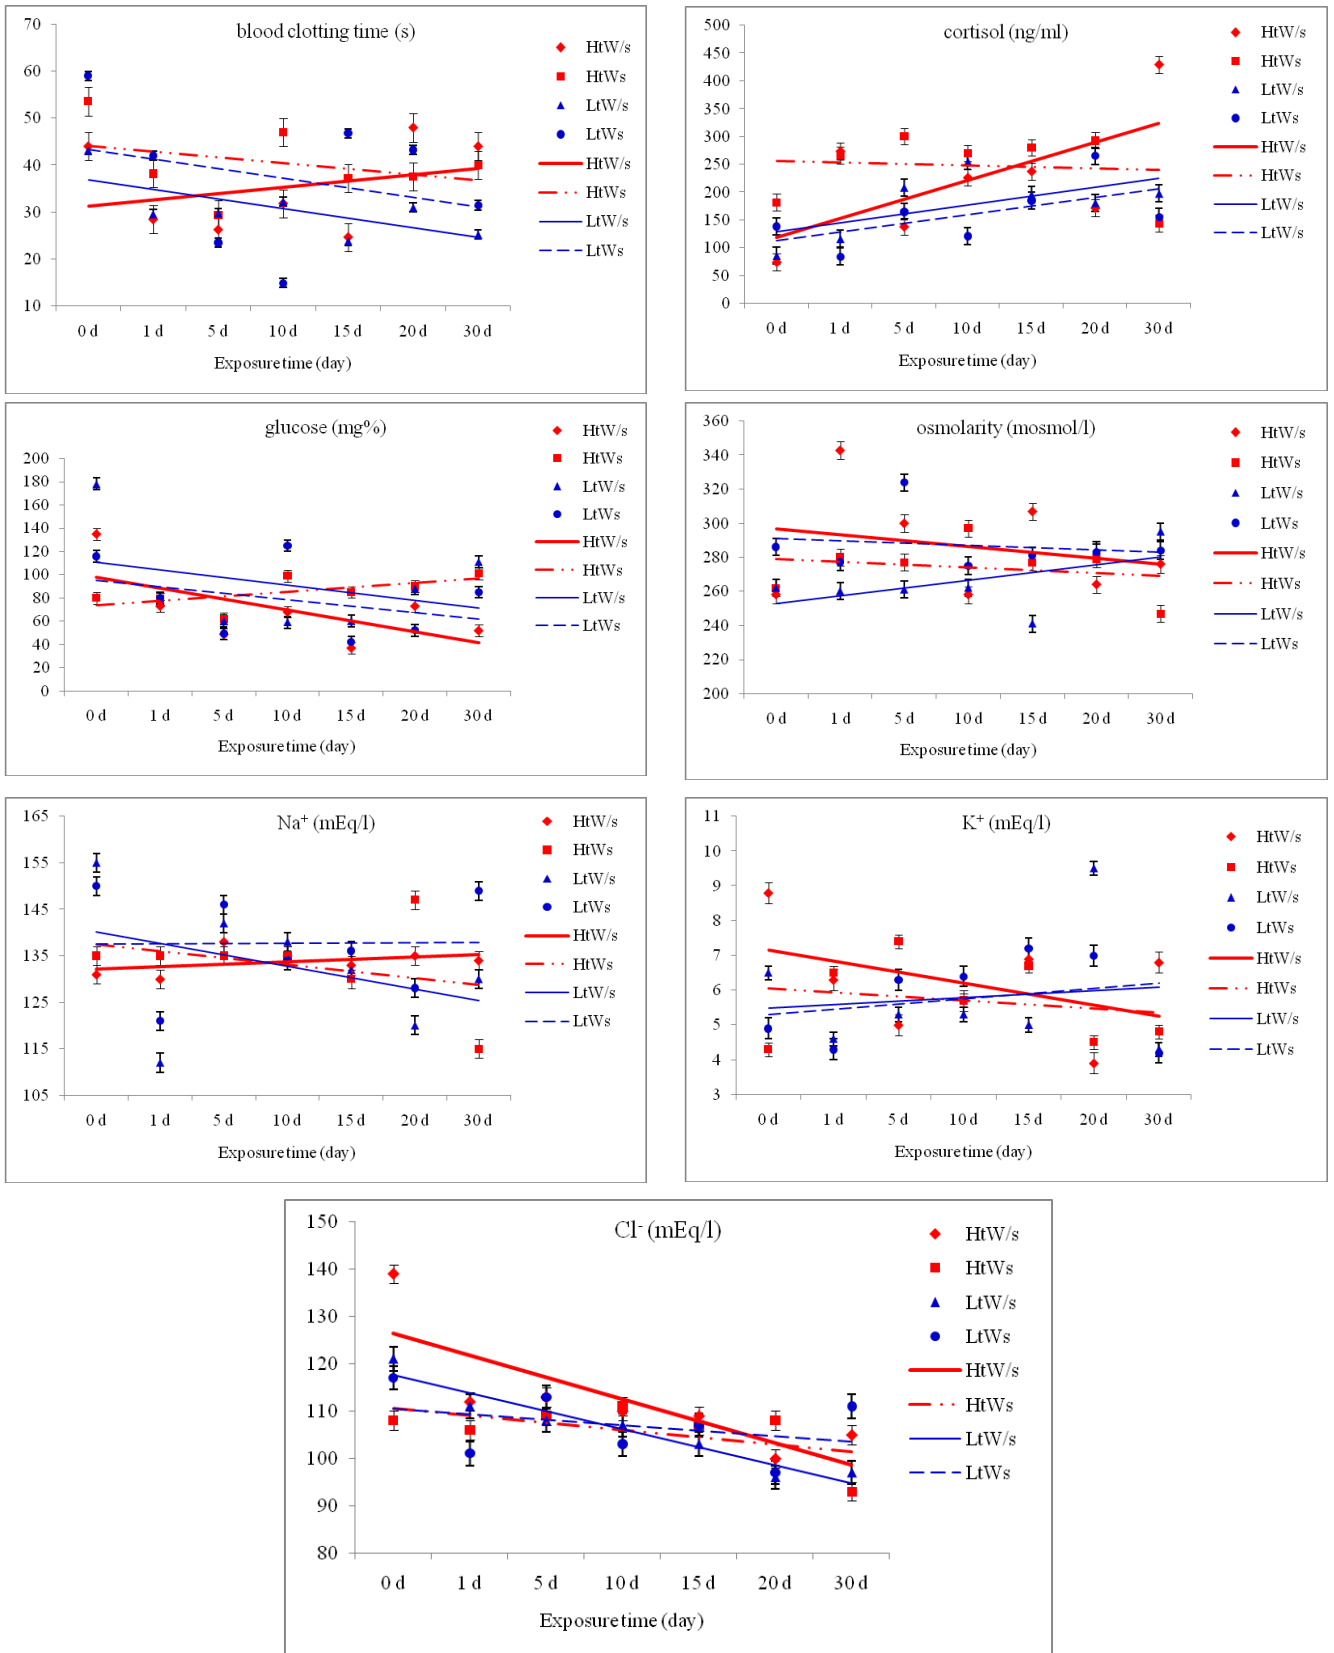 blood clotting time (s)
70
60
50
40
30
20
10
0 d 1 d 5 d 10 d 15 d 20 d 30 d
Exposure time (day)
HtW/s
HtWs
LtW/s
LtWs
HtW/s
HtWs
LtW/s
LtWs
cortisol (ng/ml)
500
450
400
350
300
250
200
150
100
50
0
0 d 1 d 5 d 10 d 15 d 20 d 30 d
Exposure time (day)
HtW/s
HtWs
LtW/s
LtWs
HtW/s
HtWs
LtW/s
LtWs
glucose (mg%)
200
180
160
140
120
100
80
60
40
20
0
0 d 1 d 5 d 10 d 15 d 20 d 30 d
Exposure time (day)
HtW/s
HtWs
LtW/s
LtWs
HtW/s
HtWs
LtW/s
LtWs
osmolarity (mosmol/l)
360
340
320
300
280
260
240
220
200
0 d 1 d 5 d 10 d 15 d 20 d 30 d
Exposure time (day)
HtW/s
HtWs
LtW/s
LtWs
HtW/s
HtWs
LtW/s
LtWs
Na⁺ (mEq/l)
165
155
145
135
125
115
105
0 d 1 d 5 d 10 d 15 d 20 d 30 d
Exposure time (day)
HtW/s
HtWs
LtW/s
LtWs
HtW/s
HtWs
LtW/s
LtWs
K⁺ (mEq/l)
11
10
9
8
7
6
5
4
3
0 d 1 d 5 d 10 d 15 d 20 d 30 d
Exposure time (day)
HtW/s
HtWs
LtW/s
LtWs
HtW/s
HtWs
LtW/s
LtWs
Cl⁻ (mEq/l)
150
140
130
120
110
100
90
80
0 d 1 d 5 d 10 d 15 d 20 d 30 d
Exposure time (day)
HtW/s
HtWs
LtW/s
LtWs
HtW/s
HtWs
LtW/s
LtWs